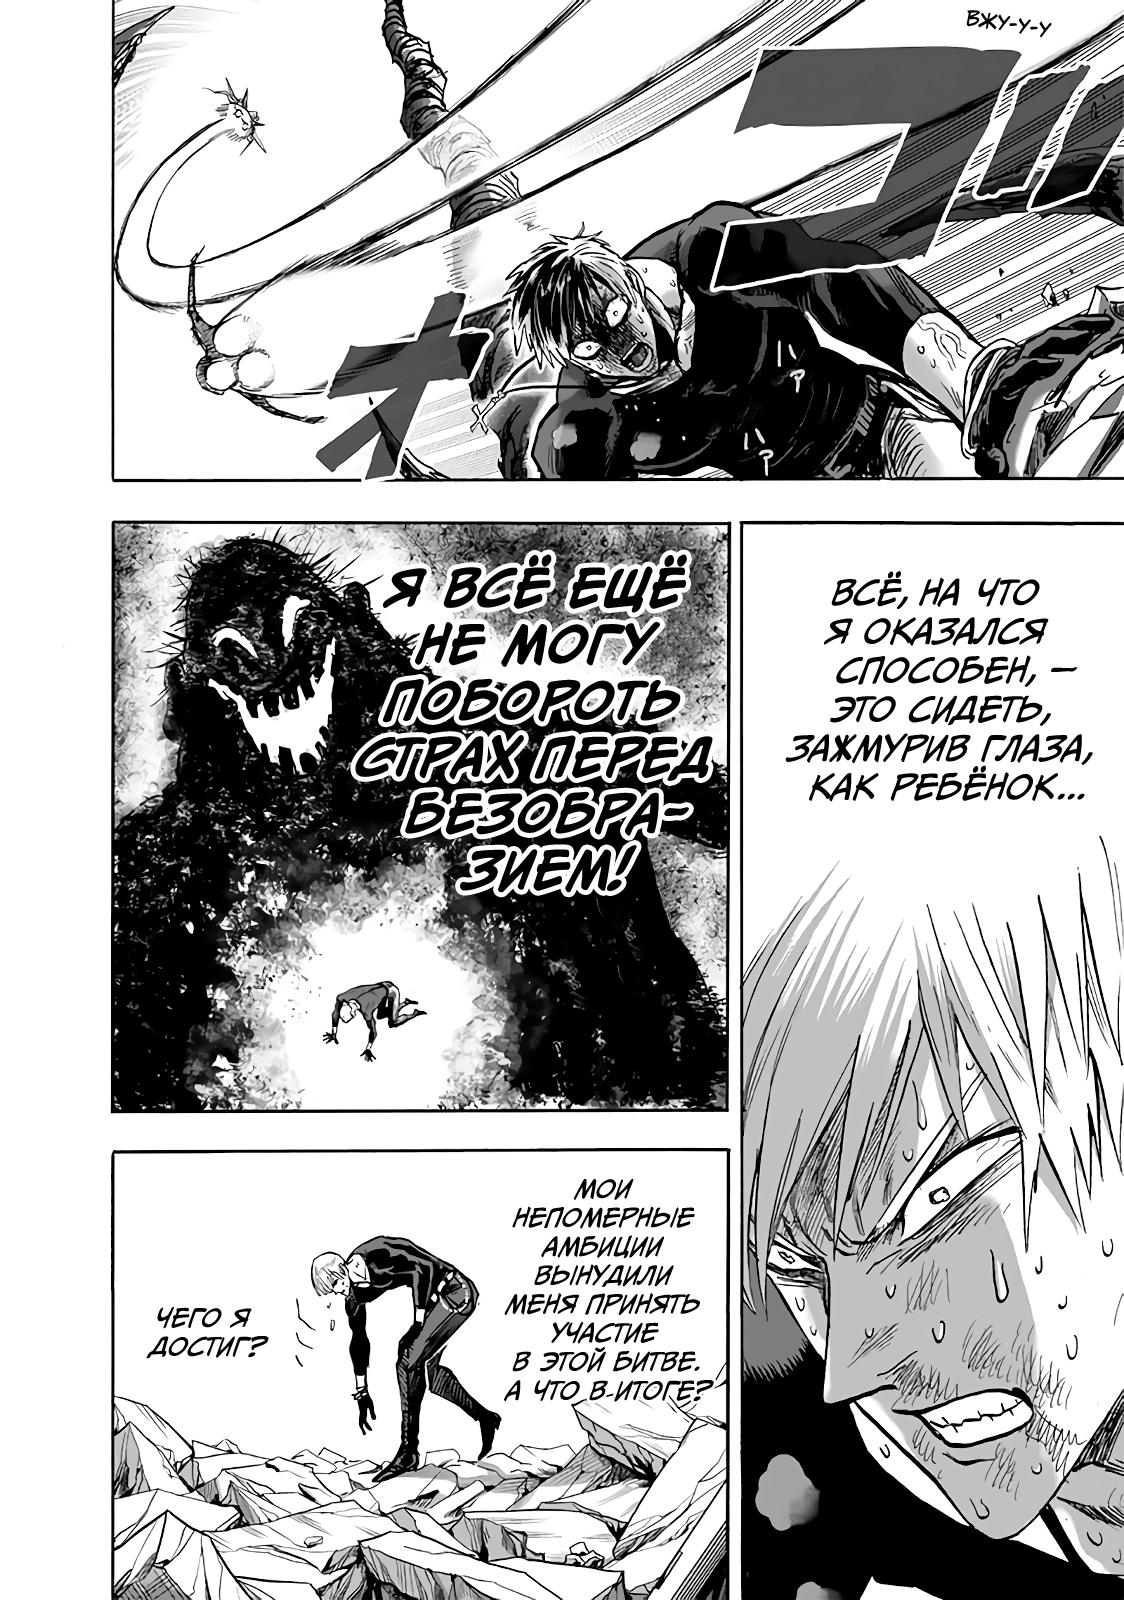 ВЖУ-У-У
ВСЁ, НА ЧТО
Я ОКАЗАЛСЯ
СПОСОБЕН, –
ЭТО СИДЕТЬ,
ЗАЖМУРИВ ГЛАЗА,
КАК РЕБЁНОК...
Я ВСЁ ЕЩЁ
НЕ МОГУ
ПОБОРОТЬ
СТРАХ ПЕРЕД
БЕЗОБРА-
ЗИЕМ!
МОИ
НЕПОМЕРНЫЕ
АМБИЦИИ
ВЫНУДИЛИ
МЕНЯ ПРИНЯТЬ
УЧАСТИЕ
В ЭТОЙ БИТВЕ.
А ЧТО В ИТОГЕ?
ЧЕГО Я
ДОСТИГ?